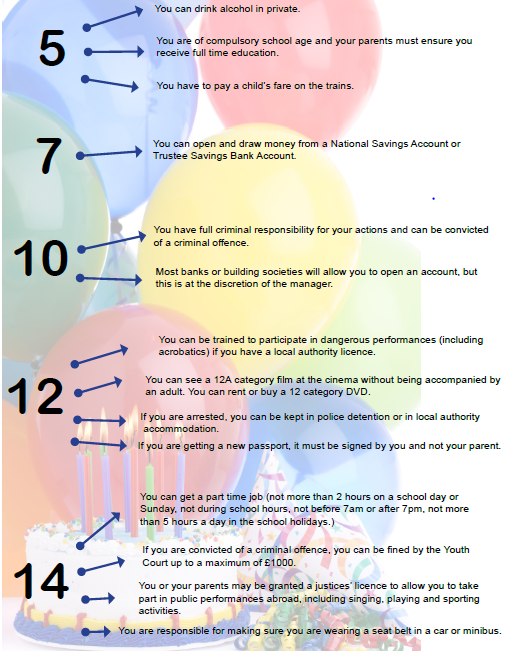 You can drink alcohol in private.
5
You are of compulsory school age and your parents must ensure you
receive full time education.
You have to pay a child's fare on the trains.
7
You can open and draw money from a National Savings Account or
Trustee Savings Bank Account.
10
You have full criminal responsibility for your actions and can be convicted
of a criminal offence.
Most banks or building societies will allow you to open an account, but
this is at the discretion of the manager.
12
You can be trained to participate in dangerous performances (including
acrobatics) if you have a local authority licence.
You can see a 12A category film at the cinema without being accompanied by
an adult. You can rent or buy a 12 category DVD.
If you are arrested, you can be kept in police detention or in local authority
accommodation.
If you are getting a new passport, it must be signed by you and not your parent.
14
You can get a part time job (not more than 2 hours on a school day or
Sunday, not during school hours, not before 7am or after 7pm, not more
than 5 hours a day in the school holidays.)
If you are convicted of a criminal offence, you can be fined by the Youth
Court up to a maximum of £1000.
You or your parents may be granted a justices' licence to allow you to take
part in public performances abroad, including singing, playing and sporting
activities.
You are responsible for making sure you are wearing a seat belt in a car or minibus.